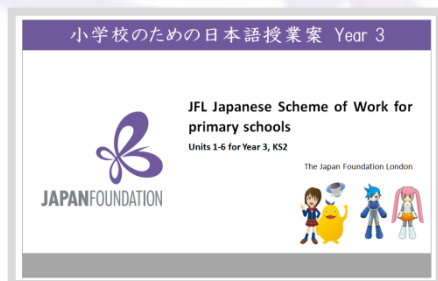 小学校のための日本語授業案 Year 3
JFL Japanese Scheme of Work for
primary schools
Units 1-6 for Year 3, KS2
The Japan Foundation London
JAPANFOUNDATION